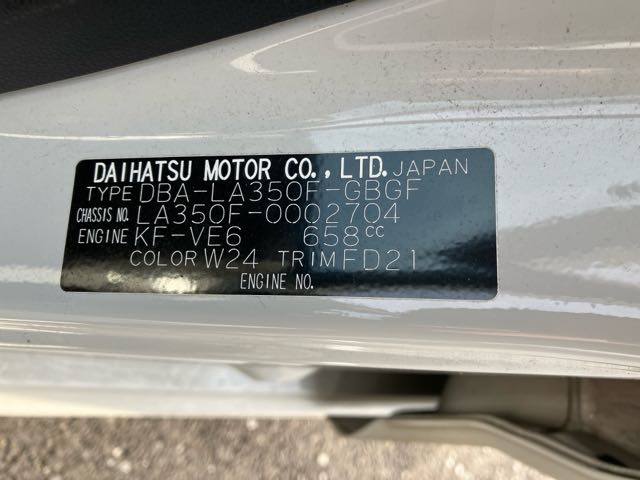 DAIHATSU MOTOR CO., LTD. JAPAN
TYPE DBA-LA350F-GBGF
CHASSIS NO. LA350F-0002704
ENGINE KF-VE6 658cc
COLOR W24 TRIM FD21
ENGINE NO.